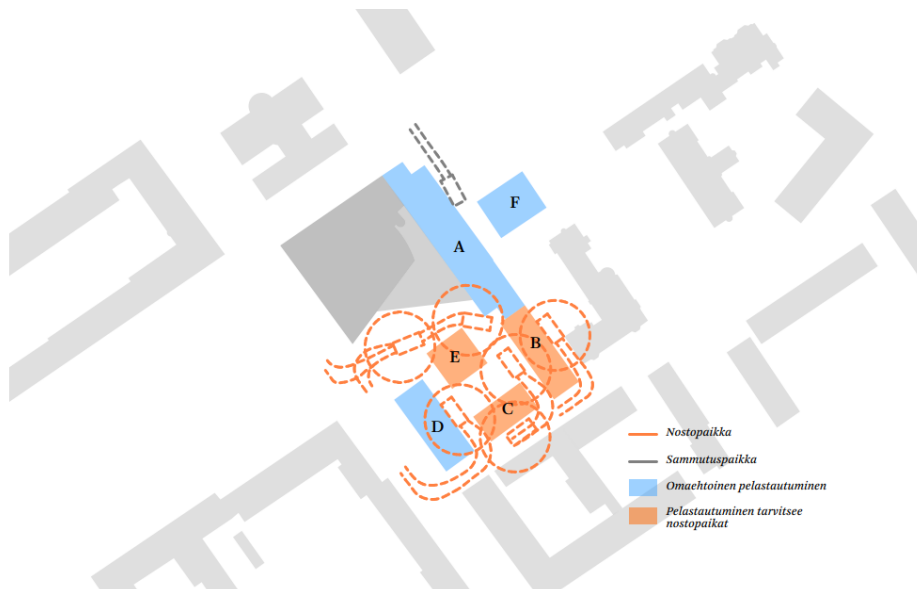 F
A
B
E
C
D
Nostopaikka
Sammutuspaikka
Omaehtoinen pelastautuminen
Pelastautuminen tarvitsee
nostopaikat